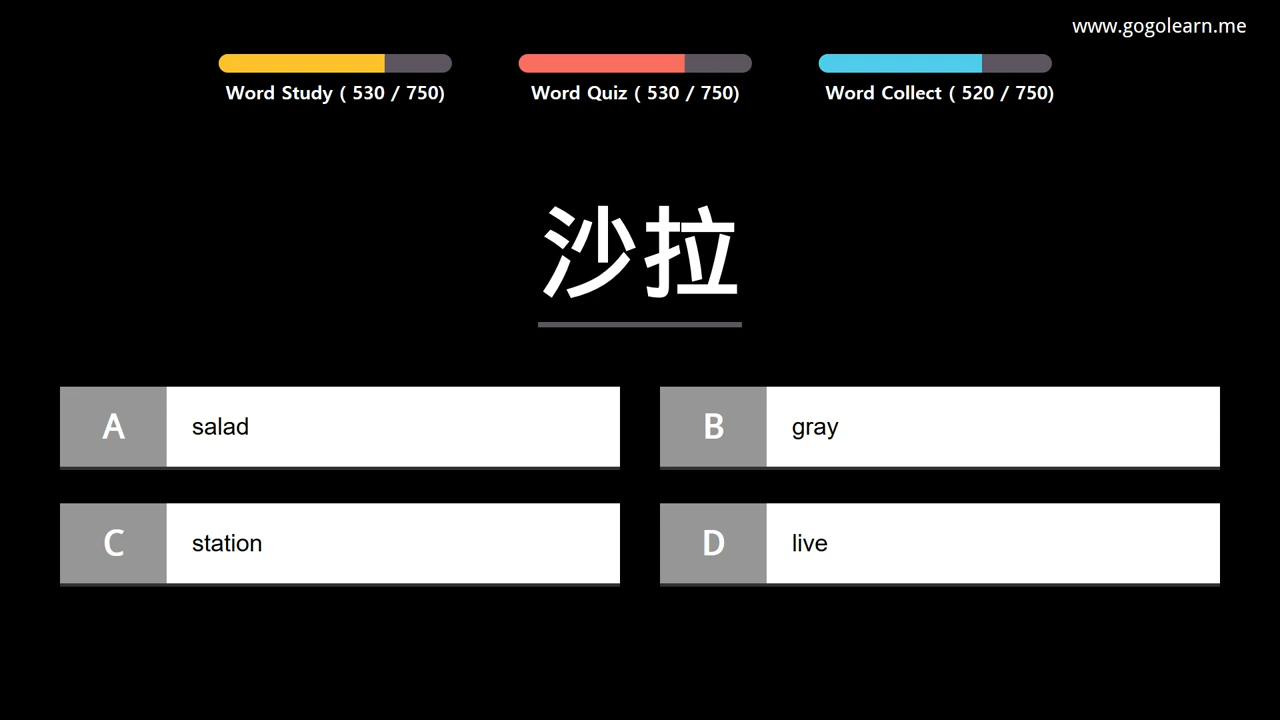 www.gogolearn.me
Word Study ( 530 / 750)
Word Quiz ( 530 / 750)
Word Collect ( 520 / 750)
沙拉
A salad
B gray
C station
D live